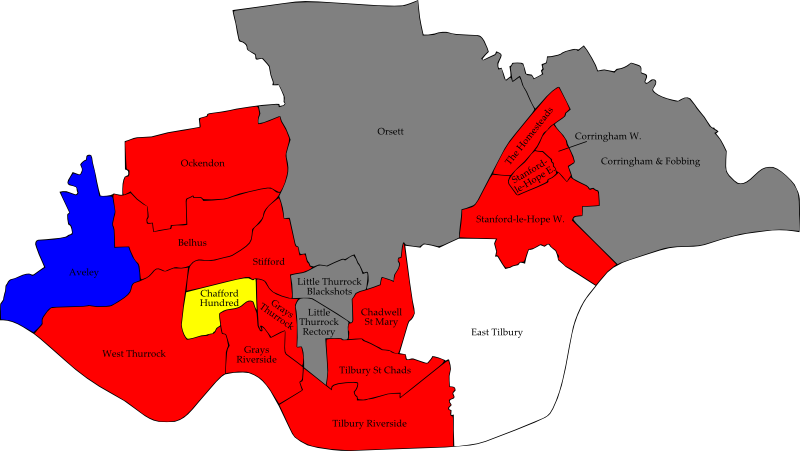 Orsett
The Homesteads
Corringham W.
Corringham & Fobbing
Stanford-
le-Hope E.
Stanford-le-Hope W.
Ockendon
Belhus
Aveley
Stifford
Little Thurrock
Blackshots
Chafford
Hundred
Grays
Thurrock
Little
Thurrock
Rectory
Chadwell
St Mary
East Tilbury
West Thurrock
Grays
Riverside
Tilbury St Chads
Tilbury Riverside